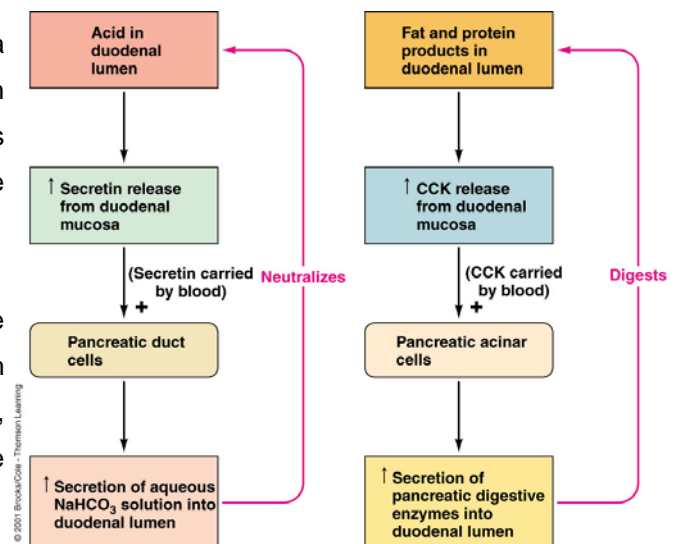 Acid in
duodenal
lumen
↑ Secretin release
from duodenal
mucosa
(Secretin carried
by blood)
+
Neutralizes
Pancreatic duct
cells
↑ Secretion of aqueous
NaHCO₃ solution into
duodenal lumen
Fat and protein
products in
duodenal lumen
↑ CCK release
from duodenal
mucosa
(CCK carried
by blood)
+
Digests
Pancreatic acinar
cells
↑ Secretion of
pancreatic digestive
enzymes into
duodenal lumen
© 2001 Brooks/Cole - Thomson Learning